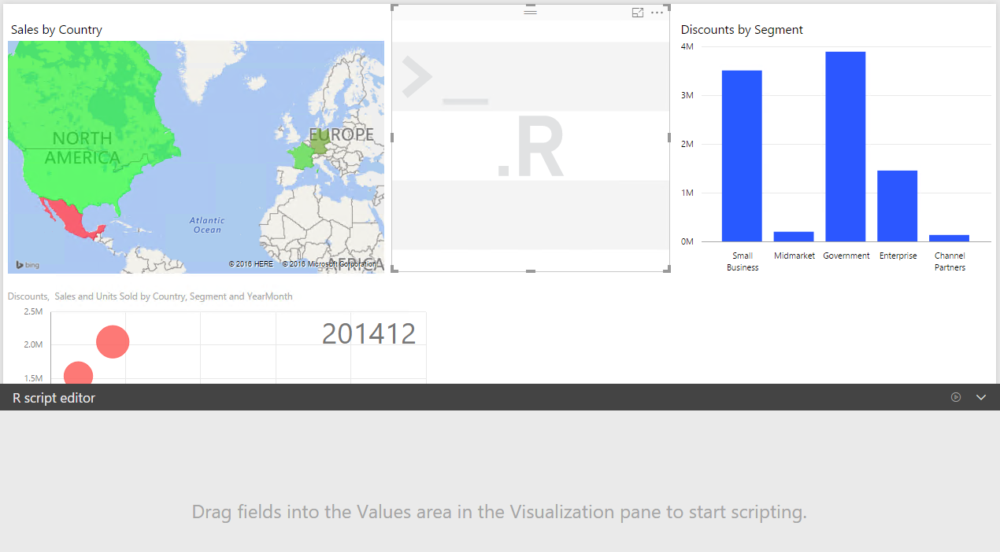 Sales by Country
NORTH
AMERICA
EUROPE
Atlantic
Ocean
AFRICA
bing
© 2016 HERE © 2016 Microsoft Corporation
>_
.R
Discounts by Segment
4M
3M
2M
1M
0M
Small
Business
Midmarket
Government
Enterprise
Channel
Partners
Discounts, Sales and Units Sold by Country, Segment and YearMonth
2.5M
2.0M
1.5M
201412
R script editor
Drag fields into the Values area in the Visualization pane to start scripting.